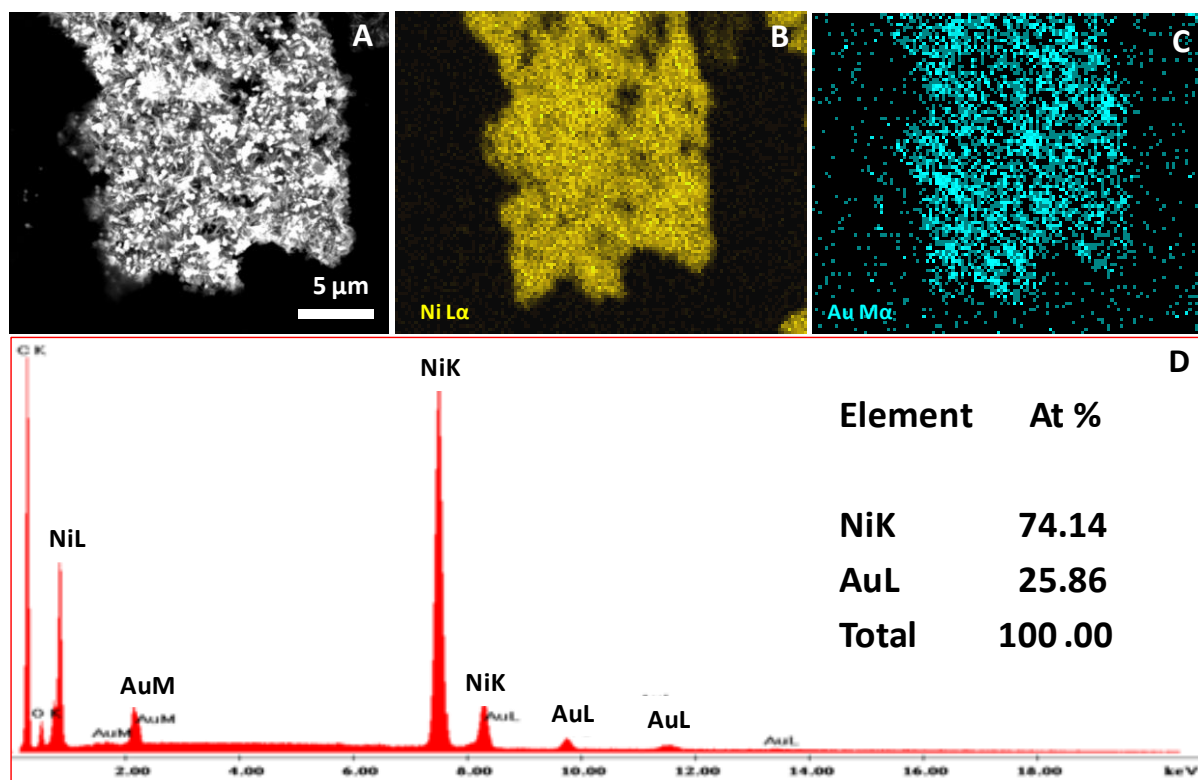 A
B
C
5 µm
Ni Lα
Au Mα
D
C K
NiK
Element At %
NiK 74.14
NiL
AuL 25.86
Total 100 .00
AuM
NiK
O K
AuM
AuM
AuL
AuL
AuL
AuL
2.00 4.00 6.00 8.00 10.00 12.00 14.00 16.00 18.00 keV